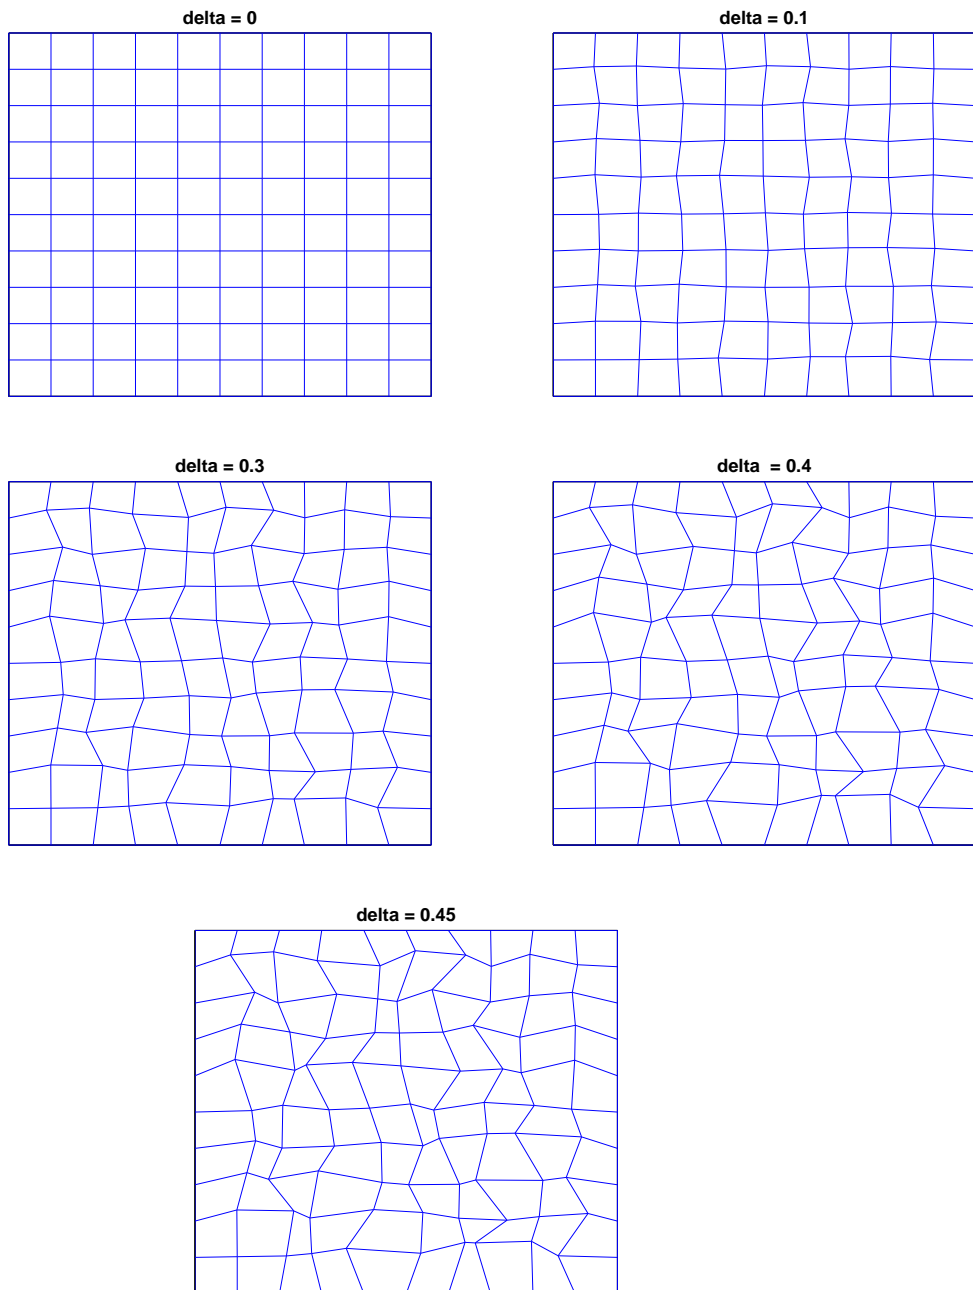 delta = 0
delta = 0.1
delta = 0.3
delta  = 0.4
delta = 0.45